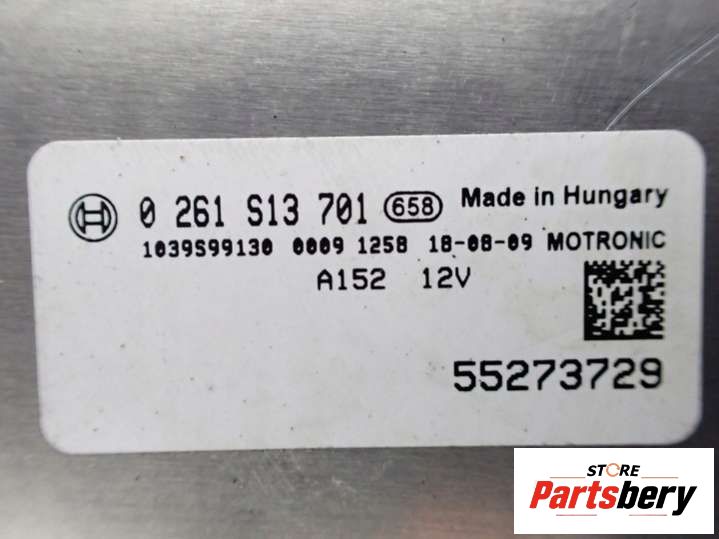 0 261 S13 701 658 Made in Hungary
1039S99130 0009 1258 18-08-09 MOTRONIC
A152 12V
55273729
STORE
Partsbery